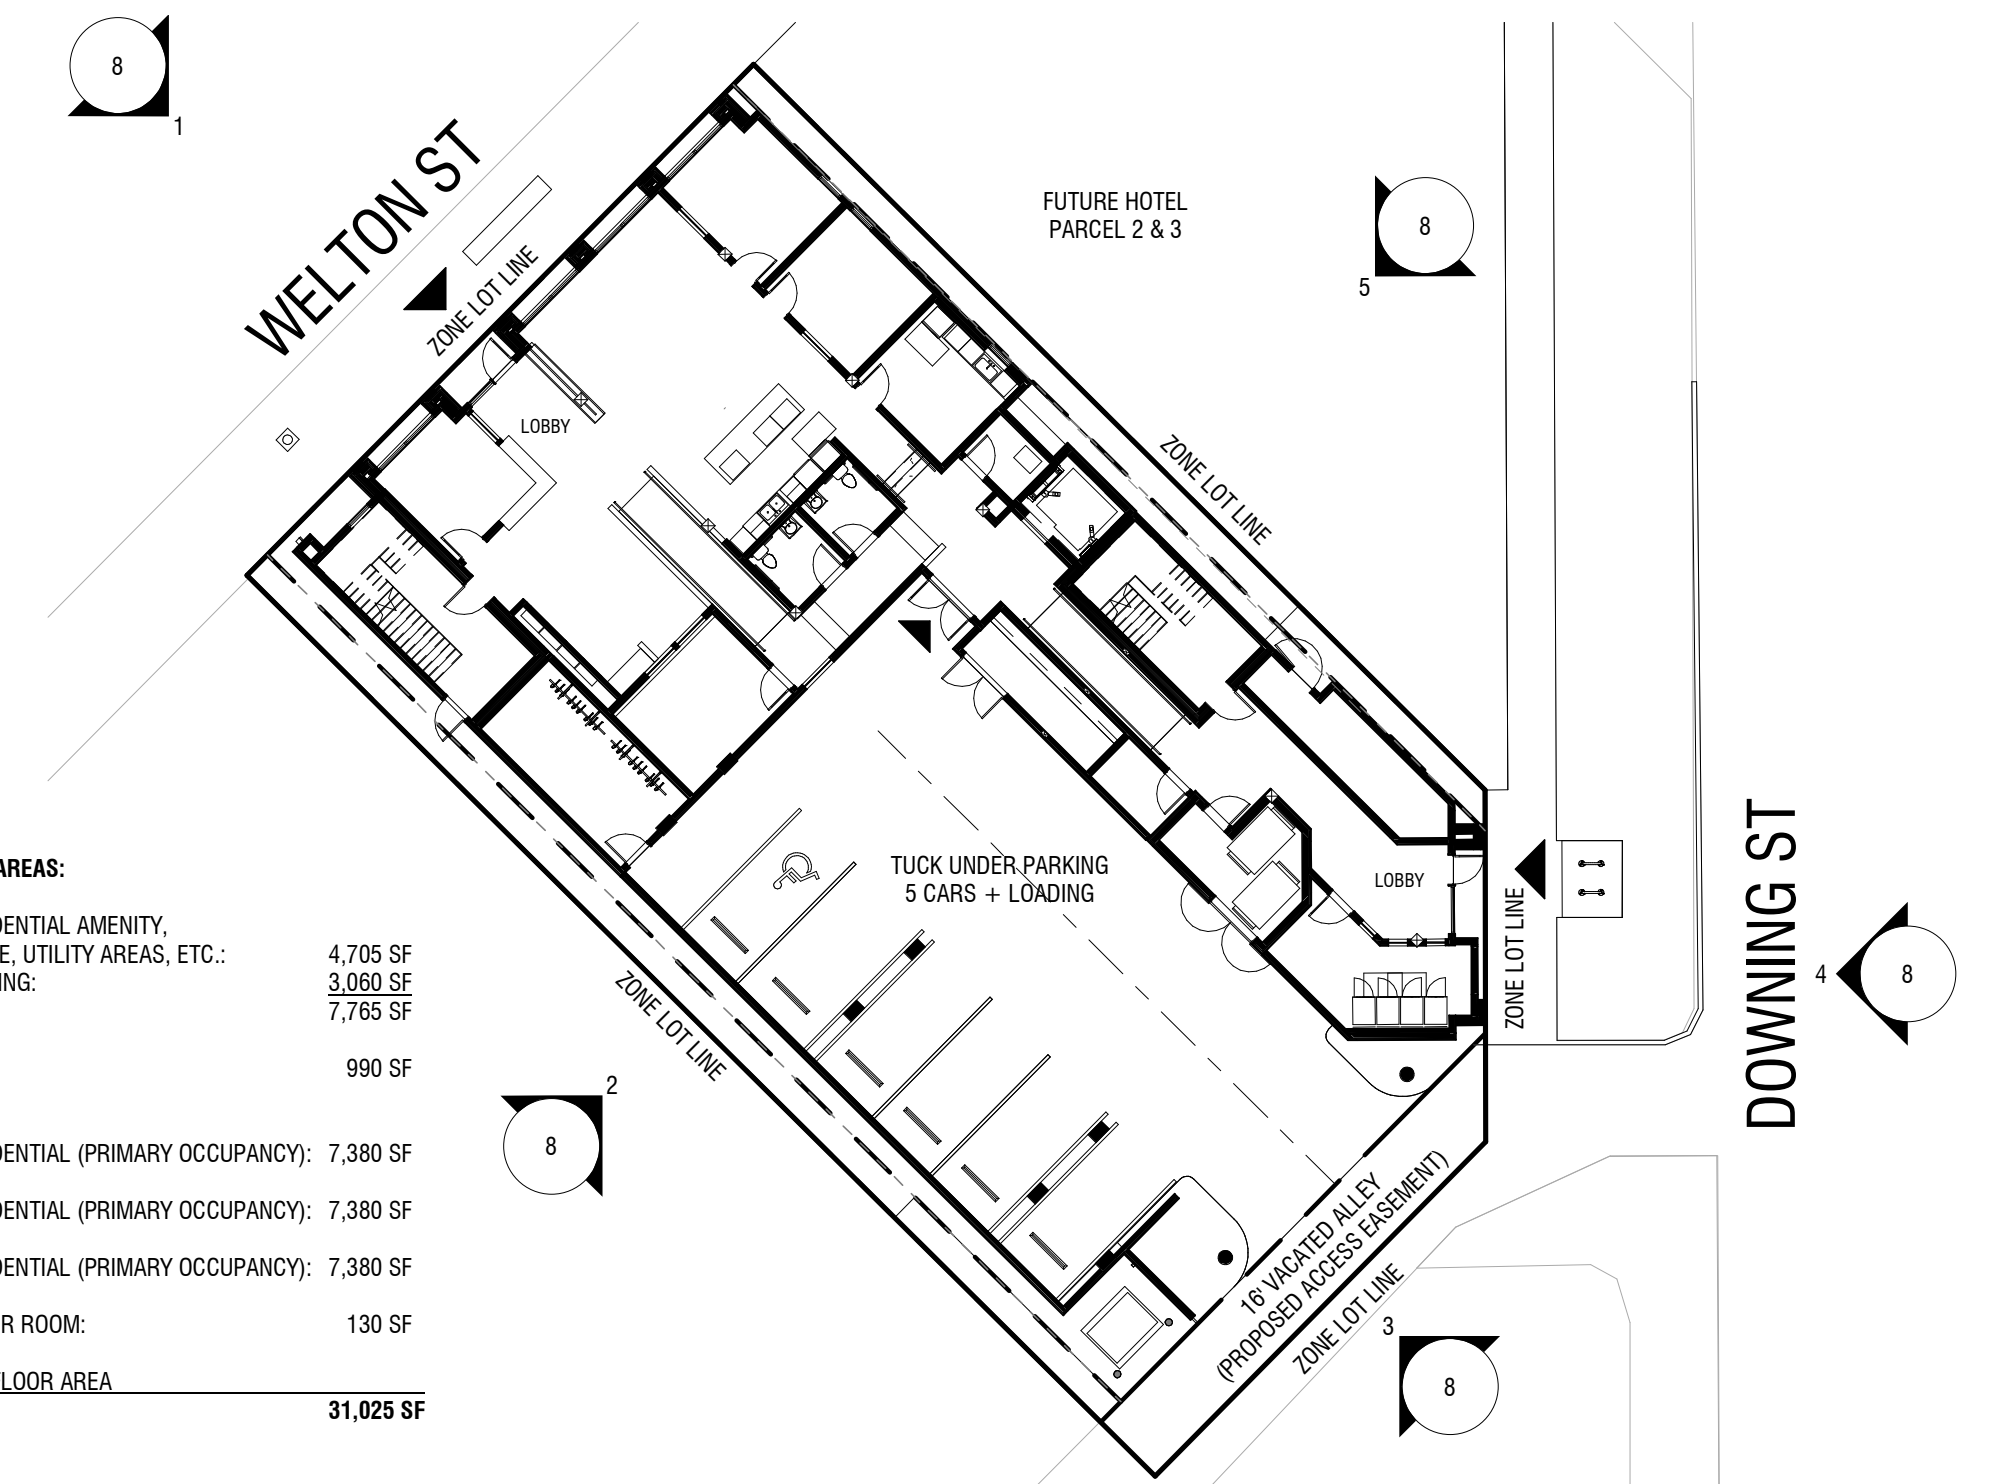 8
1
WELTON ST
ZONE LOT LINE
FUTURE HOTEL
PARCEL 2 & 3
8
5
LOBBY
ZONE LOT LINE
TUCK UNDER PARKING
5 CARS + LOADING
LOBBY
ZONE LOT LINE
DOWNING ST
4
8
ZONE LOT LINE
2
8
16' VACATED ALLEY
(PROPOSED ACCESS EASEMENT)
ZONE LOT LINE
3
8
AREAS:
DENTIAL AMENITY,
E, UTILITY AREAS, ETC.: 4,705 SF
ING: 3,060 SF
7,765 SF
990 SF
DENTIAL (PRIMARY OCCUPANCY): 7,380 SF
DENTIAL (PRIMARY OCCUPANCY): 7,380 SF
DENTIAL (PRIMARY OCCUPANCY): 7,380 SF
R ROOM: 130 SF
LOOR AREA
31,025 SF